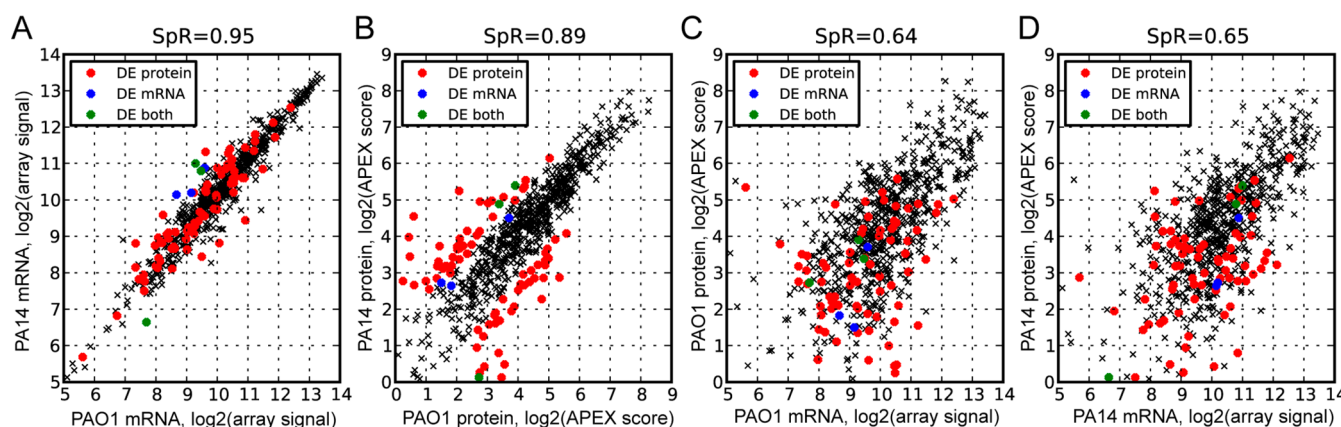 A
SpR=0.95
PA14 mRNA, log2(array signal)
14
13
12
11
10
9
8
7
6
5
DE protein
DE mRNA
DE both
5 6 7 8 9 10 11 12 13 14
PAO1 mRNA, log2(array signal)
B
SpR=0.89
PA14 protein, log2(APEX score)
9
8
7
6
5
4
3
2
1
0
DE protein
DE mRNA
DE both
0 1 2 3 4 5 6 7 8 9
PAO1 protein, log2(APEX score)
C
SpR=0.64
PAO1 protein, log2(APEX score)
9
8
7
6
5
4
3
2
1
0
DE protein
DE mRNA
DE both
5 6 7 8 9 10 11 12 13 14
PAO1 mRNA, log2(array signal)
D
SpR=0.65
PA14 protein, log2(APEX score)
9
8
7
6
5
4
3
2
1
0
DE protein
DE mRNA
DE both
5 6 7 8 9 10 11 12 13 14
PA14 mRNA, log2(array signal)